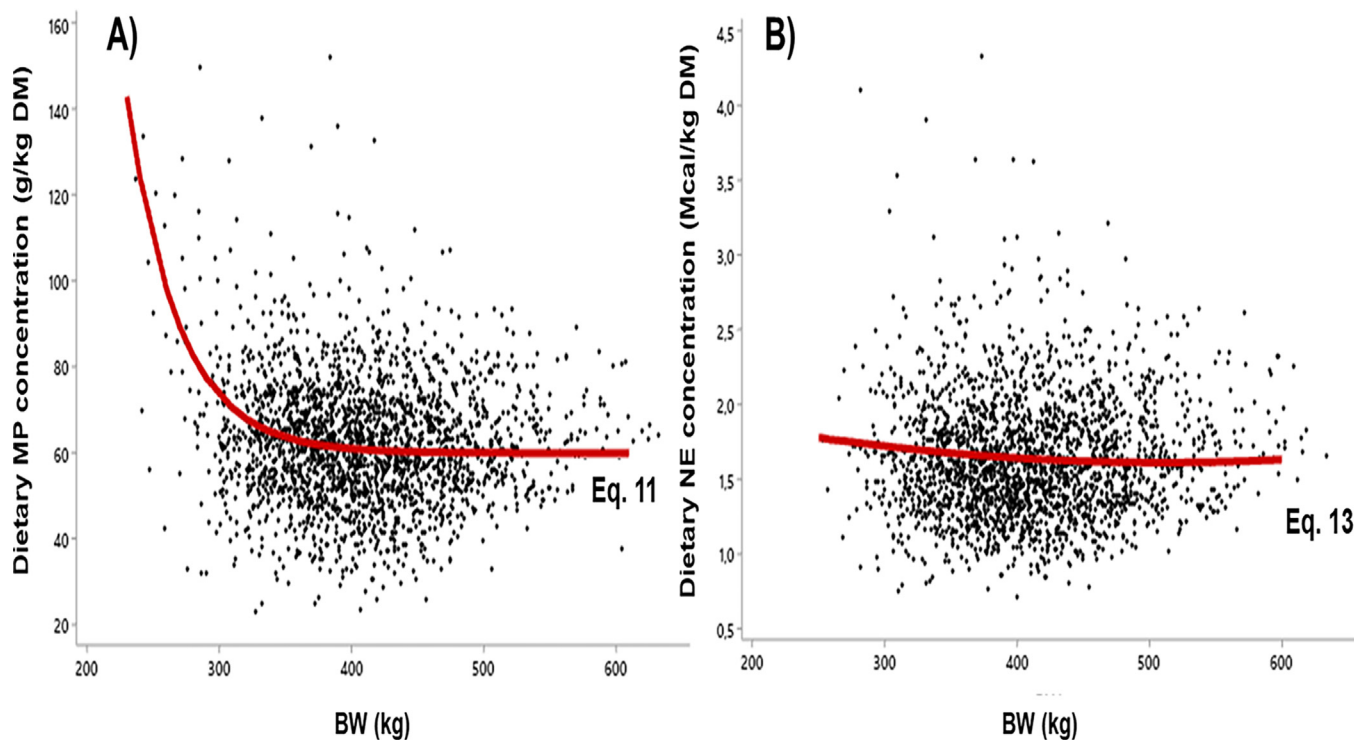 A)
Dietary MP concentration (g/kg DM)
160
140
120
100
80
60
40
20
Eq. 11
200 300 400 500 600
BW (kg)
B)
Dietary NE concentration (Mcal/kg DM)
4,5
4,0
3,5
3,0
2,5
2,0
1,5
1,0
0,5
Eq. 13
200 300 400 500 600
BW (kg)